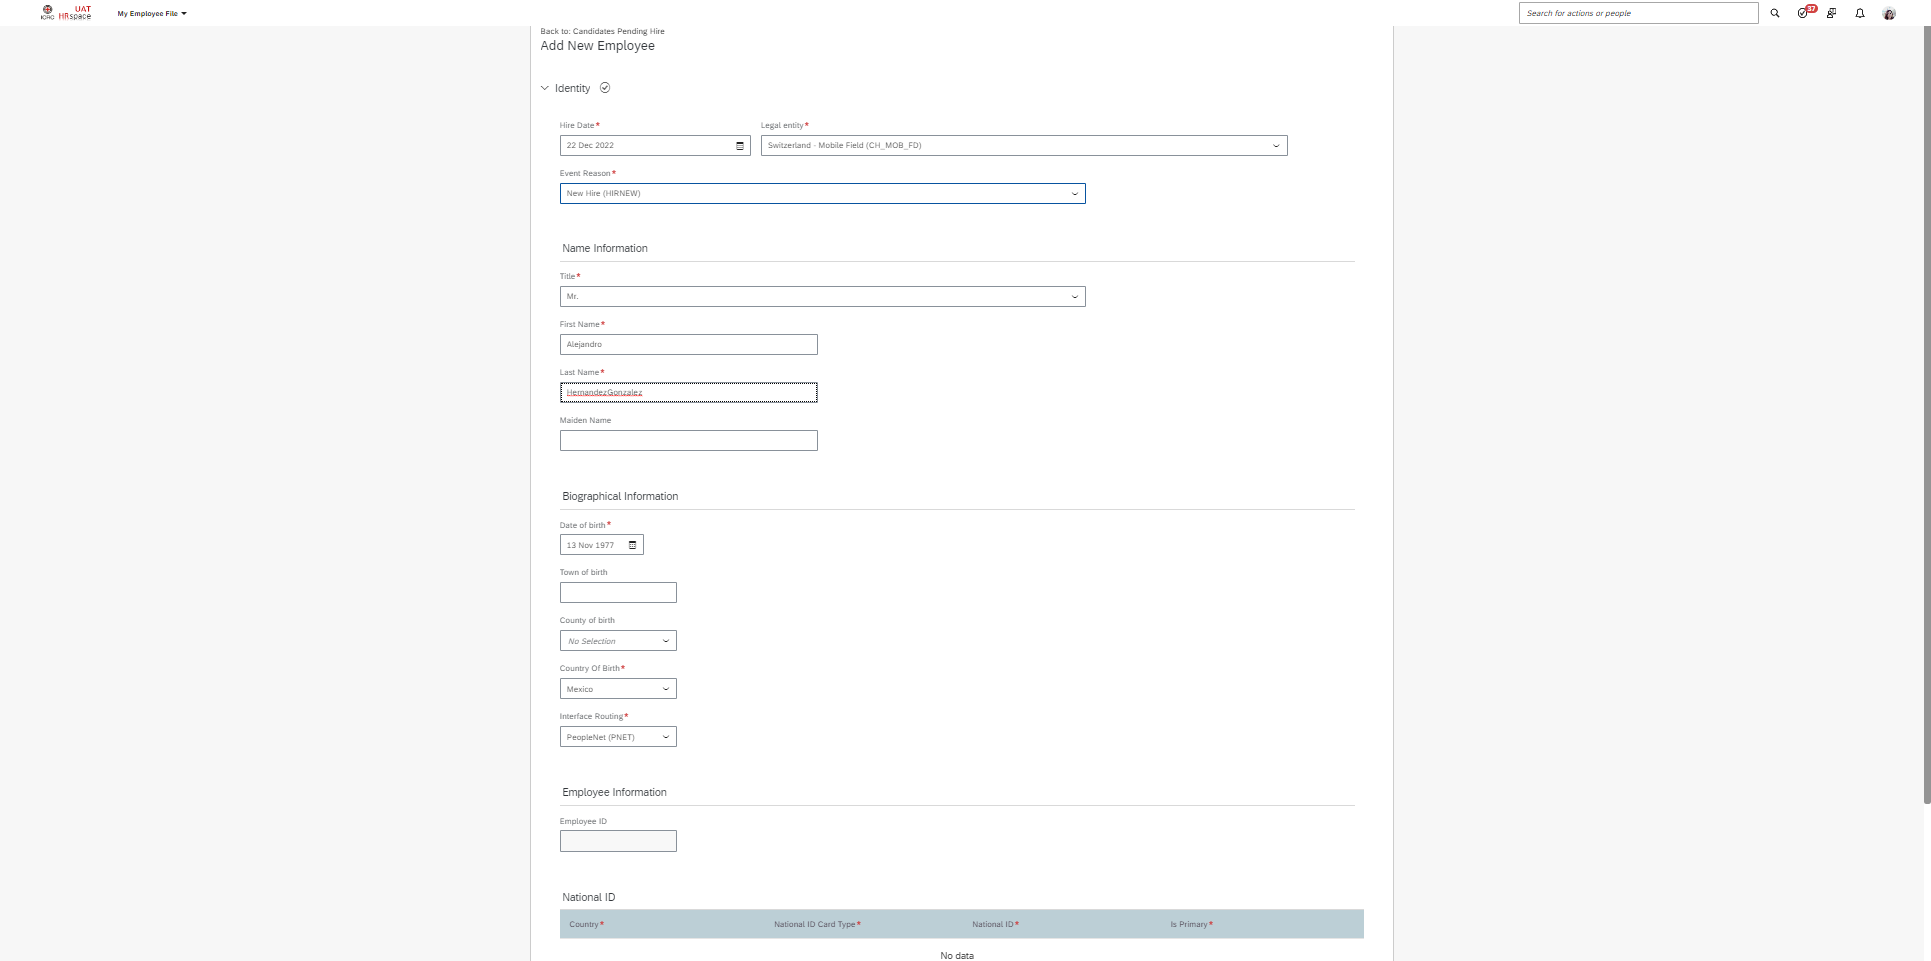 ICRC UAT HRspace My Employee File Search for actions or people 37
Back to: Candidates Pending Hire
Add New Employee
Identity
Hire Date* Legal entity*
22 Dec 2022 Switzerland - Mobile Field (CH_MOB_FD)
Event Reason*
New Hire (HIRNEW)
Name Information
Title*
Mr.
First Name*
Alejandro
Last Name*
HernandezGonzalez
Maiden Name
Biographical Information
Date of birth*
13 Nov 1977
Town of birth
County of birth
No Selection
Country Of Birth*
Mexico
Interface Routing*
PeopleNet (PNET)
Employee Information
Employee ID
National ID
Country* National ID Card Type* National ID* Is Primary*
No data